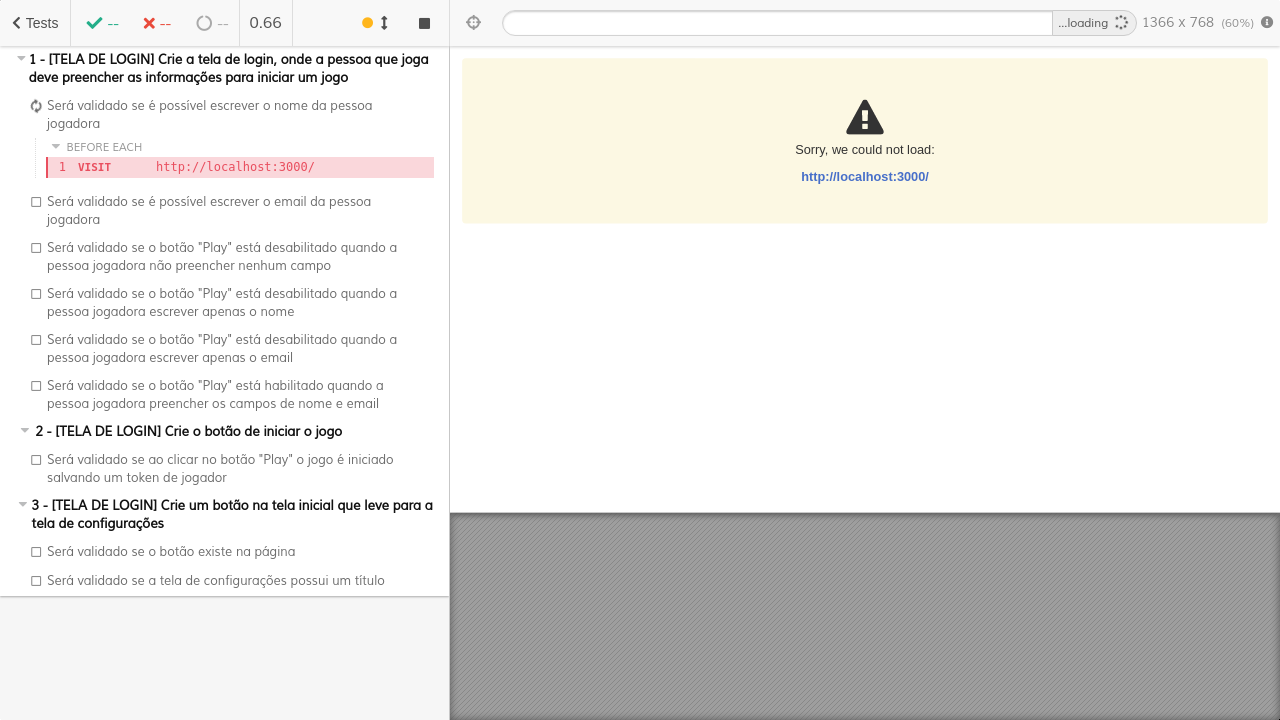 Tests -- -- -- 0.66
...loading 1366 x 768 (60%)
1 - [TELA DE LOGIN] Crie a tela de login, onde a pessoa que joga
deve preencher as informações para iniciar um jogo
Será validado se é possível escrever o nome da pessoa
jogadora
BEFORE EACH
1 VISIT http://localhost:3000/
Será validado se é possível escrever o email da pessoa
jogadora
Será validado se o botão "Play" está desabilitado quando a
pessoa jogadora não preencher nenhum campo
Será validado se o botão "Play" está desabilitado quando a
pessoa jogadora escrever apenas o nome
Será validado se o botão "Play" está desabilitado quando a
pessoa jogadora escrever apenas o email
Será validado se o botão "Play" está habilitado quando a
pessoa jogadora preencher os campos de nome e email
2 - [TELA DE LOGIN] Crie o botão de iniciar o jogo
Será validado se ao clicar no botão "Play" o jogo é iniciado
salvando um token de jogador
3 - [TELA DE LOGIN] Crie um botão na tela inicial que leve para a
tela de configurações
Será validado se o botão existe na página
Será validado se a tela de configurações possui um título
Sorry, we could not load:
http://localhost:3000/